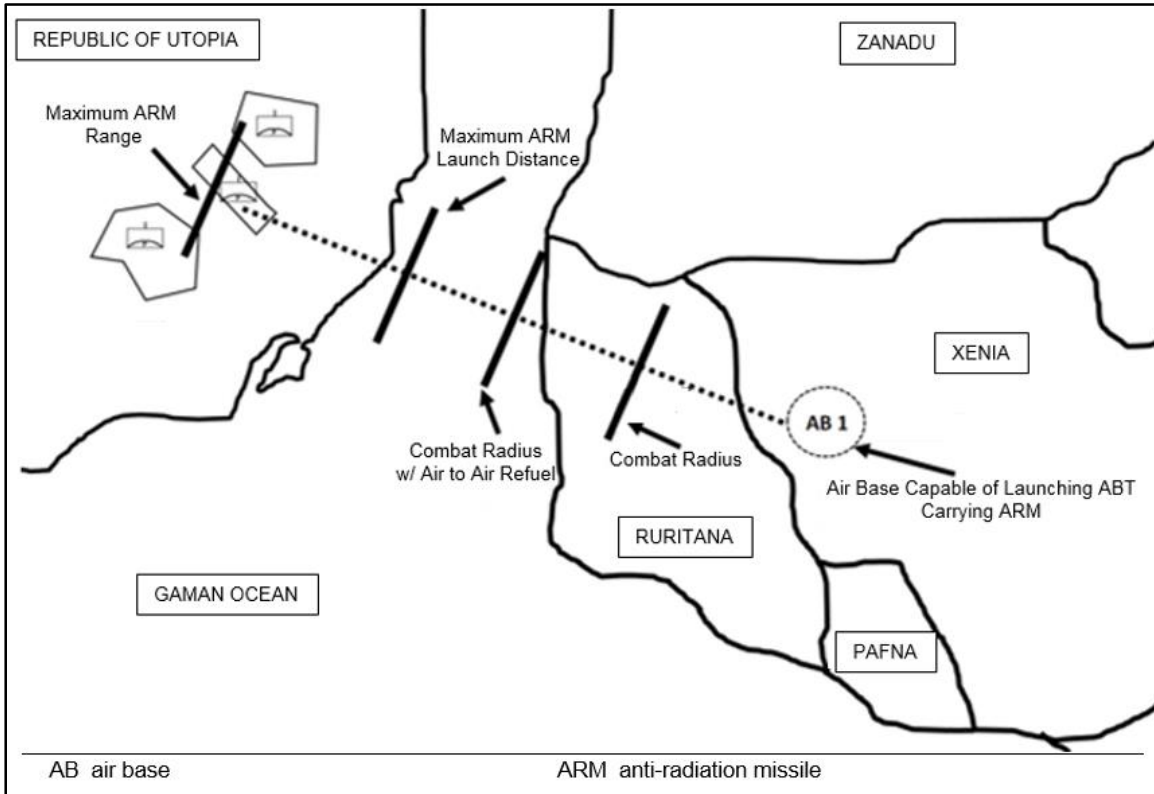 REPUBLIC OF UTOPIA
ZANADU
Maximum ARM
Range
Maximum ARM
Launch Distance
XENIA
AB 1
Combat Radius
w/ Air to Air Refuel
Combat Radius
Air Base Capable of Launching ABT
Carrying ARM
RURITANA
GAMAN OCEAN
PAFNA
AB air base
ARM anti-radiation missile